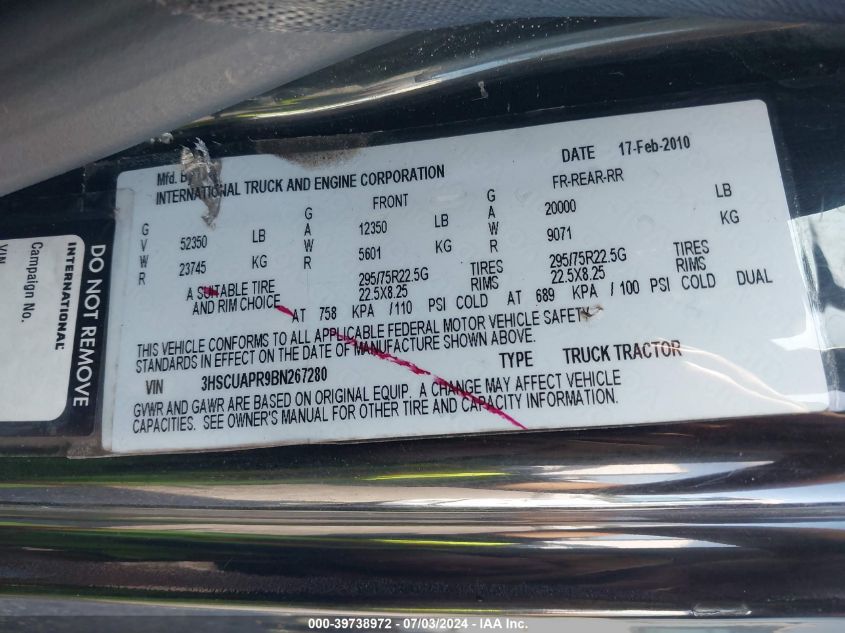 Mfd. B
INTERNATIONAL TRUCK AND ENGINE CORPORATION
DATE 17-Feb-2010
G
V
W
R
52350 LB
23745 KG
G
A
W
R
FRONT
12350 LB
5601 KG
G
A
W
R
FR-REAR-RR
20000 LB
9071 KG
A SUITABLE TIRE
AND RIM CHOICE
295/75R22.5G TIRES
22.5X8.25 RIMS
295/75R22.5G TIRES
22.5X8.25 RIMS
AT 758 KPA /110 PSI COLD AT 689 KPA /100 PSI COLD DUAL
THIS VEHICLE CONFORMS TO ALL APPLICABLE FEDERAL MOTOR VEHICLE SAFETY
STANDARDS IN EFFECT ON THE DATE OF MANUFACTURE SHOWN ABOVE.
VIN 3HSCUAPR9BN267280 TYPE TRUCK TRACTOR
GVWR AND GAWR ARE BASED ON ORIGINAL EQUIP. A CHANGE MAY AFFECT VEHICLE
CAPACITIES. SEE OWNER'S MANUAL FOR OTHER TIRE AND CAPACITY INFORMATION.
DO NOT REMOVE
INTERNATIONAL
Campaign No.
VIN
000-39738972 - 07/03/2024 - IAA Inc.